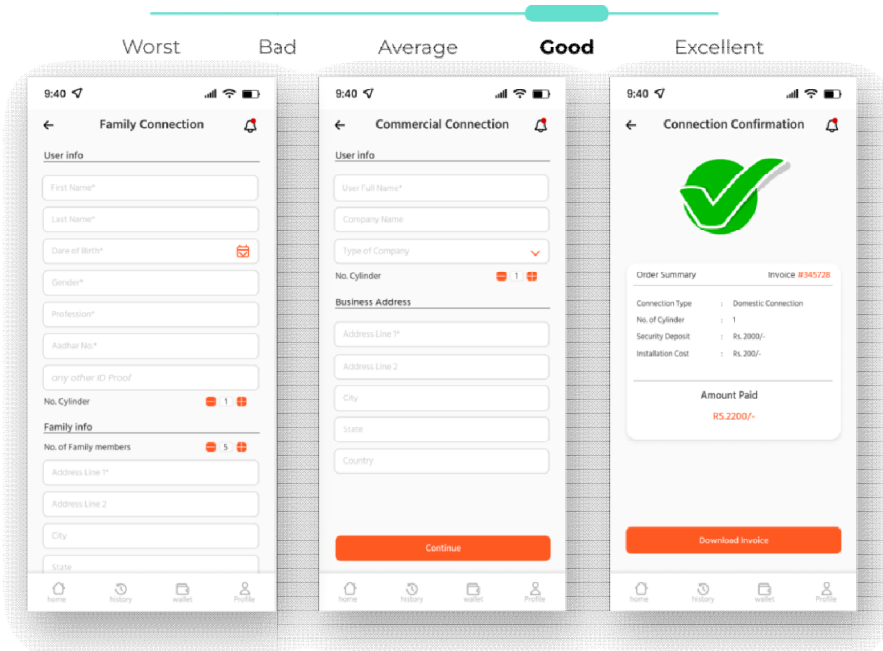 Worst Bad Average Good Excellent
9:40
Family Connection
User info
First Name*
Last Name*
Dare of Birth*
Gender*
Profession*
Aadhar No.*
any other ID Proof
No. Cylinder 1
Family info
No. of Family members 5
Address Line 1*
Address Line 2
City
State
home history wallet Profile
9:40
Commercial Connection
User info
User Full Name*
Company Name
Type of Company
No. Cylinder 1
Business Address
Address Line 1*
Address Line 2
City
State
Country
Continue
home history wallet Profile
9:40
Connection Confirmation
Order Summary Invoice #345728
Connection Type : Domestic Connection
No. of Cylinder : 1
Security Deposit : Rs. 2000/-
Installation Cost : Rs. 200/-
Amount Paid
RS.2200/-
Download Invoice
home history wallet Profile